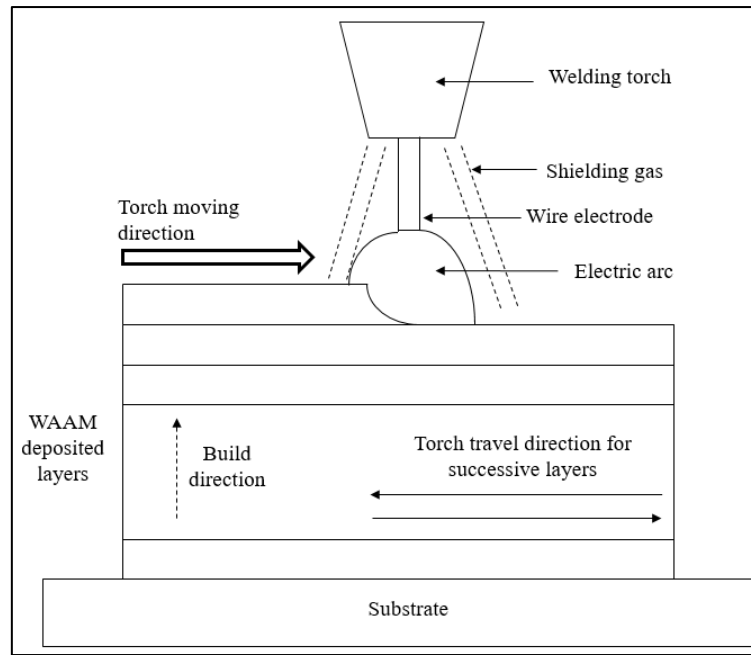 Welding torch
Shielding gas
Wire electrode
Torch moving
direction
Electric arc
WAAM
deposited
layers
Build
direction
Torch travel direction for
successive layers
Substrate